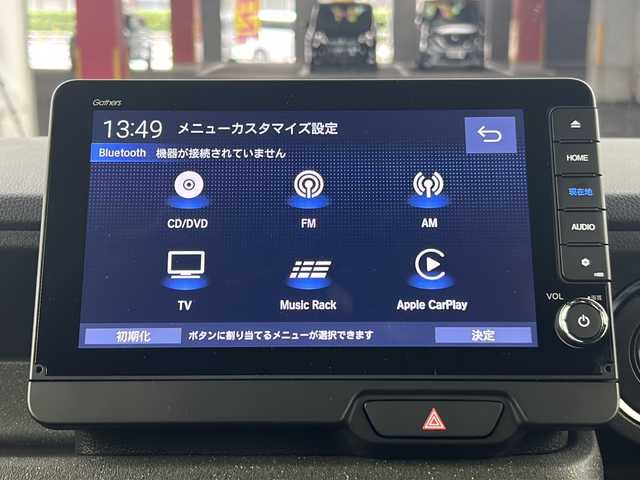 Gathers
13:49 メニューカスタマイズ設定
Bluetooth 機器が接続されていません
CD/DVD FM AM
TV Music Rack Apple CarPlay
初期化 ボタンに割り当てるメニューが選択できます 決定
HOME
現在地
AUDIO
VOL